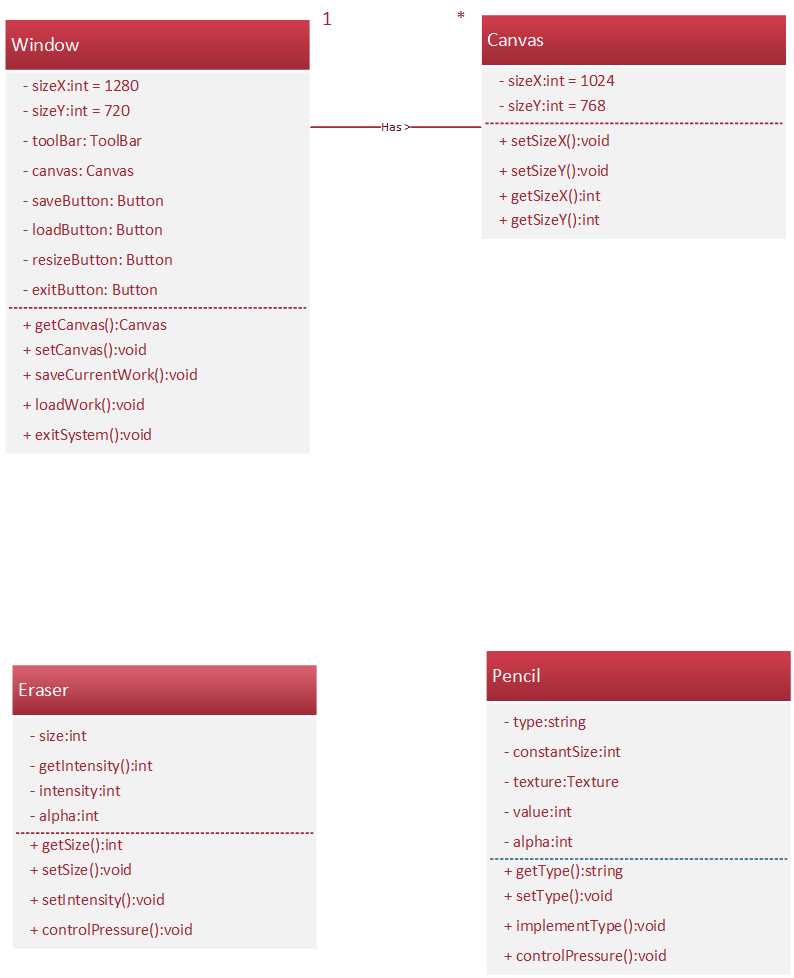 1
*
Window
- sizeX:int = 1280
- sizeY:int = 720
- toolBar: ToolBar
- canvas: Canvas
- saveButton: Button
- loadButton: Button
- resizeButton: Button
- exitButton: Button
+ getCanvas():Canvas
+ setCanvas():void
+ saveCurrentWork():void
+ loadWork():void
+ exitSystem():void
Has >
Canvas
- sizeX:int = 1024
- sizeY:int = 768
+ setSizeX():void
+ setSizeY():void
+ getSizeX():int
+ getSizeY():int
Eraser
- size:int
- getIntensity():int
- intensity:int
- alpha:int
+ getSize():int
+ setSize():void
+ setIntensity():void
+ controlPressure():void
Pencil
- type:string
- constantSize:int
- texture:Texture
- value:int
- alpha:int
+ getType():string
+ setType():void
+ implementType():void
+ controlPressure():void